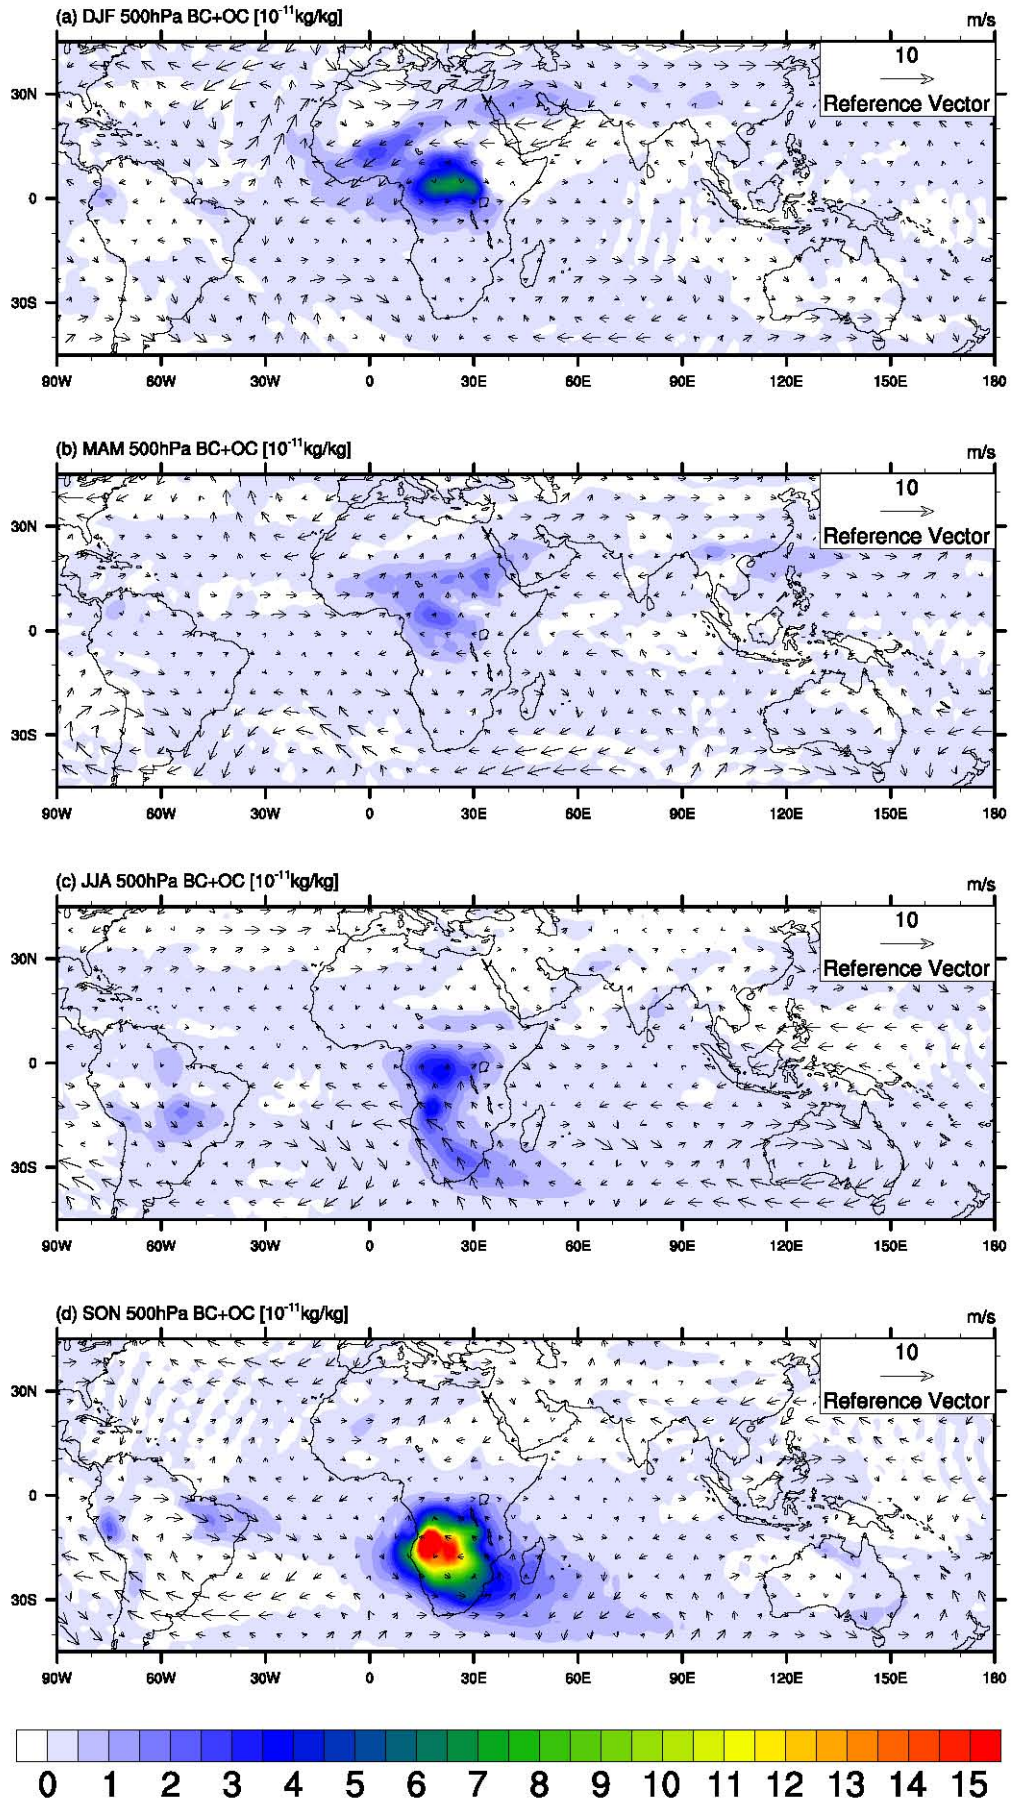 (a) DJF 500hPa BC+OC [10⁻¹¹kg/kg] m/s
10
Reference Vector
30N
0
30S
90W 60W 30W 0 30E 60E 90E 120E 150E 180
(b) MAM 500hPa BC+OC [10⁻¹¹kg/kg] m/s
10
Reference Vector
30N
0
30S
90W 60W 30W 0 30E 60E 90E 120E 150E 180
(c) JJA 500hPa BC+OC [10⁻¹¹kg/kg] m/s
10
Reference Vector
30N
0
30S
90W 60W 30W 0 30E 60E 90E 120E 150E 180
(d) SON 500hPa BC+OC [10⁻¹¹kg/kg] m/s
10
Reference Vector
30N
0
30S
90W 60W 30W 0 30E 60E 90E 120E 150E 180
0 1 2 3 4 5 6 7 8 9 10 11 12 13 14 15